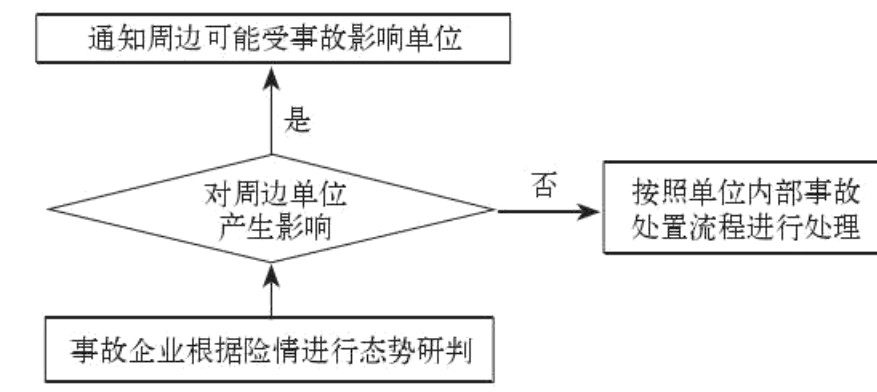 通知周边可能受事故影响单位
是
对周边单位
产生影响
否
按照单位内部事故
处置流程进行处理
事故企业根据险情进行态势研判